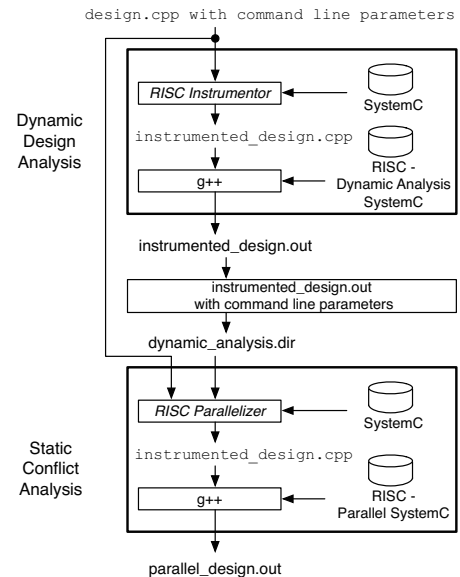 design.cpp with command line parameters
RISC Instrumentor
SystemC
Dynamic
Design
Analysis
instrumented_design.cpp
g++
RISC -
Dynamic Analysis
SystemC
instrumented_design.out
instrumented_design.out
with command line parameters
dynamic_analysis.dir
RISC Parallelizer
SystemC
Static
Conflict
Analysis
instrumented_design.cpp
g++
RISC -
Parallel SystemC
parallel_design.out